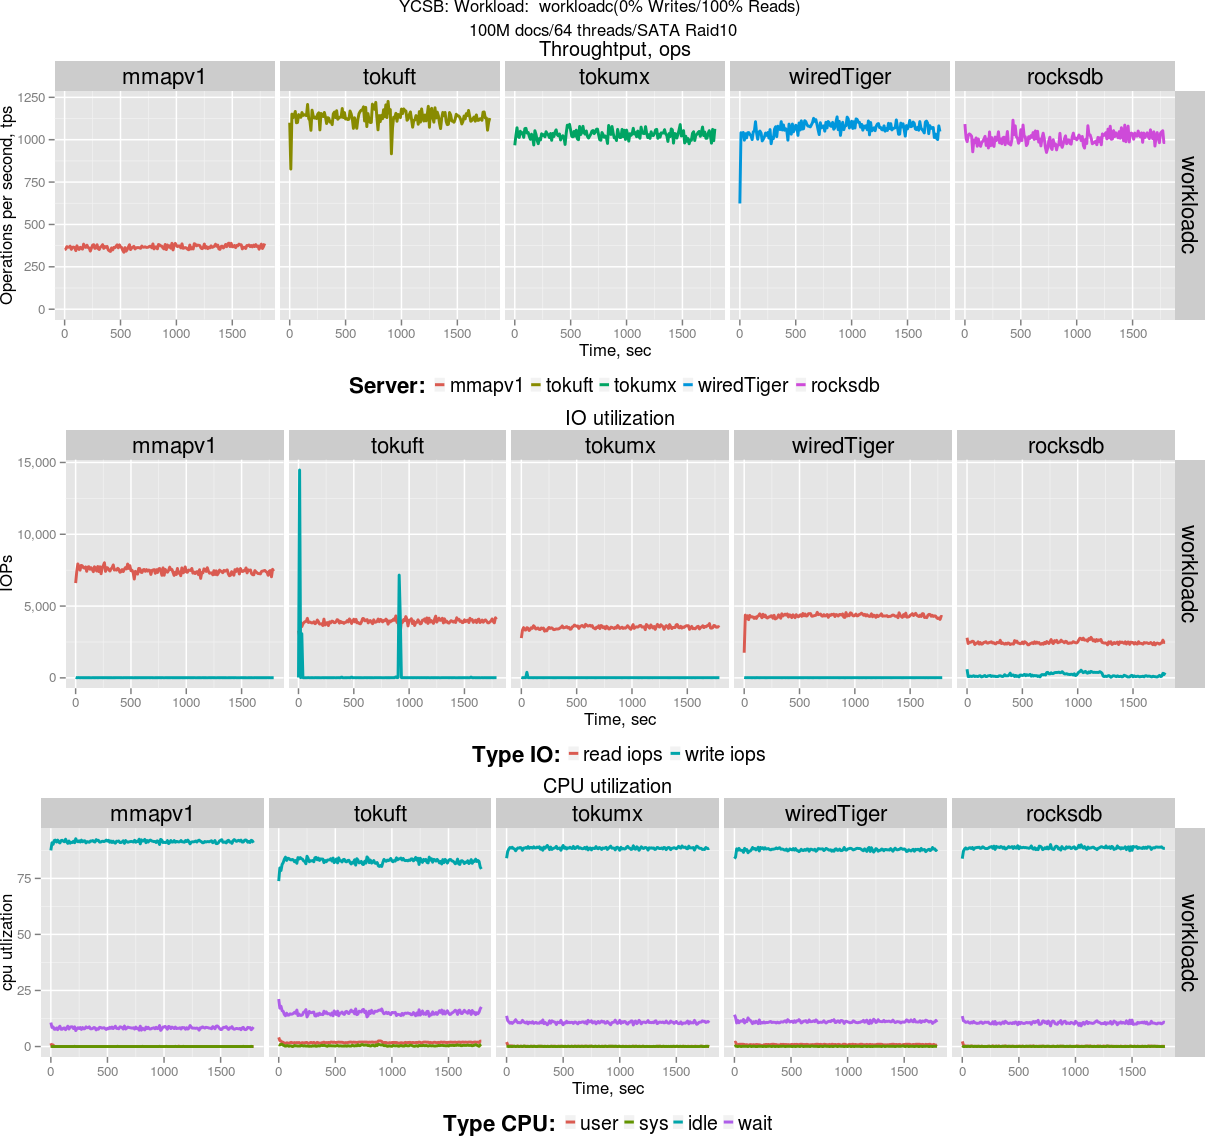 YCSB: Workload:  workloadc(0% Writes/100% Reads)
100M docs/64 threads/SATA Raid10
Throughtput, ops
mmapv1 tokuft tokumx wiredTiger rocksdb
Operations per second, tps
1250
1000
750
500
250
0
workloadc
0 500 1000 1500 0 500 1000 1500 0 500 1000 1500 0 500 1000 1500 0 500 1000 1500
Time, sec
Server: mmapv1 tokuft tokumx wiredTiger rocksdb
IO utilization
mmapv1 tokuft tokumx wiredTiger rocksdb
IOPs
15,000
10,000
5,000
0
workloadc
0 500 1000 1500 0 500 1000 1500 0 500 1000 1500 0 500 1000 1500 0 500 1000 1500
Time, sec
Type IO: read iops write iops
CPU utilization
mmapv1 tokuft tokumx wiredTiger rocksdb
cpu utlization
75
50
25
0
workloadc
0 500 1000 1500 0 500 1000 1500 0 500 1000 1500 0 500 1000 1500 0 500 1000 1500
Time, sec
Type CPU: user sys idle wait